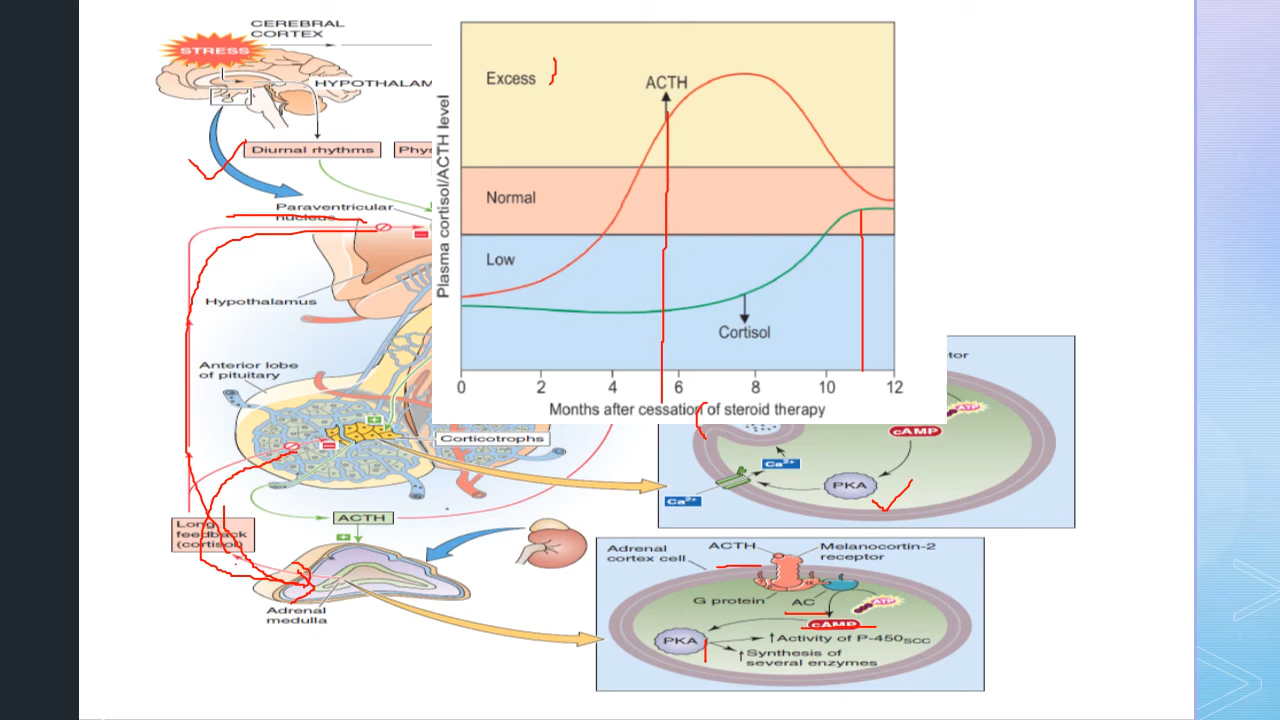 CEREBRAL
CORTEX
STRESS
HYPOTHALAM
Diurnal rhythms
Phys
Paraventricular
nucleus
Hypothalamus
Anterior lobe
of pituitary
Corticotrophs
ACTH
Long
feedback
(cortisol)
Adrenal
medulla
Plasma cortisol/ACTH level
Excess
ACTH
Normal
Low
Cortisol
0 2 4 6 8 10 12
Months after cessation of steroid therapy
tor
ATP
cAMP
Ca2+
PKA
Ca2+
Adrenal
cortex cell
ACTH
Melanocortin-2
receptor
G protein
AC
ATP
cAMP
PKA
↑Activity of P-450SCC
↑Synthesis of
several enzymes